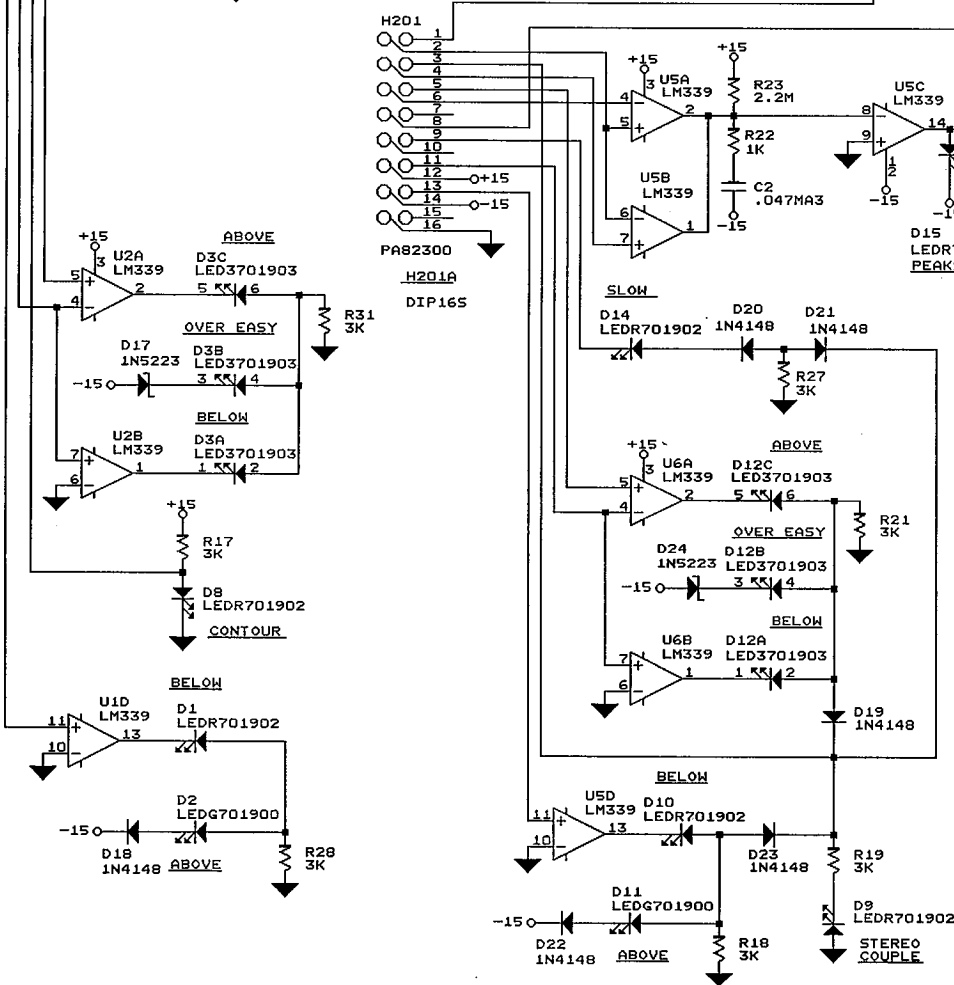 H201
1
2
3
4
5
6
7
8
9
10
11
12
13
14
15
16
+15
-15
PA82300
H201A
DIP16S
+15
3
U5A
LM339
4
5
2
+15
R23
2.2M
R22
1K
C2
.047MA3
-15
U5B
LM339
6
7
1
U5C
LM339
8
9
14
12
-15
D15
LEDR7
PEAK
-1
ABOVE
+15
3
U2A
LM339
5
4
2
D3C
LED3701903
5
6
OVER EASY
D17
1N5223
-15
D3B
LED3701903
3
4
R31
3K
BELOW
U2B
LM339
7
6
1
D3A
LED3701903
1
2
+15
R17
3K
D8
LEDR701902
CONTOUR
SLOW
D14
LEDR701902
D20
1N4148
D21
1N4148
R27
3K
ABOVE
+15
3
U6A
LM339
5
4
2
D12C
LED3701903
5
6
R21
3K
OVER EASY
D24
1N5223
-15
D12B
LED3701903
3
4
BELOW
U6B
LM339
7
6
1
D12A
LED3701903
1
2
D19
1N4148
BELOW
U1D
LM339
11
10
13
D1
LEDR701902
D2
LEDG701900
-15
D18
1N4148
ABOVE
R28
3K
BELOW
U5D
LM339
11
10
13
D10
LEDR701902
D23
1N4148
R19
3K
D11
LEDG701900
-15
D22
1N4148
ABOVE
R18
3K
D9
LEDR701902
STEREO
COUPLE